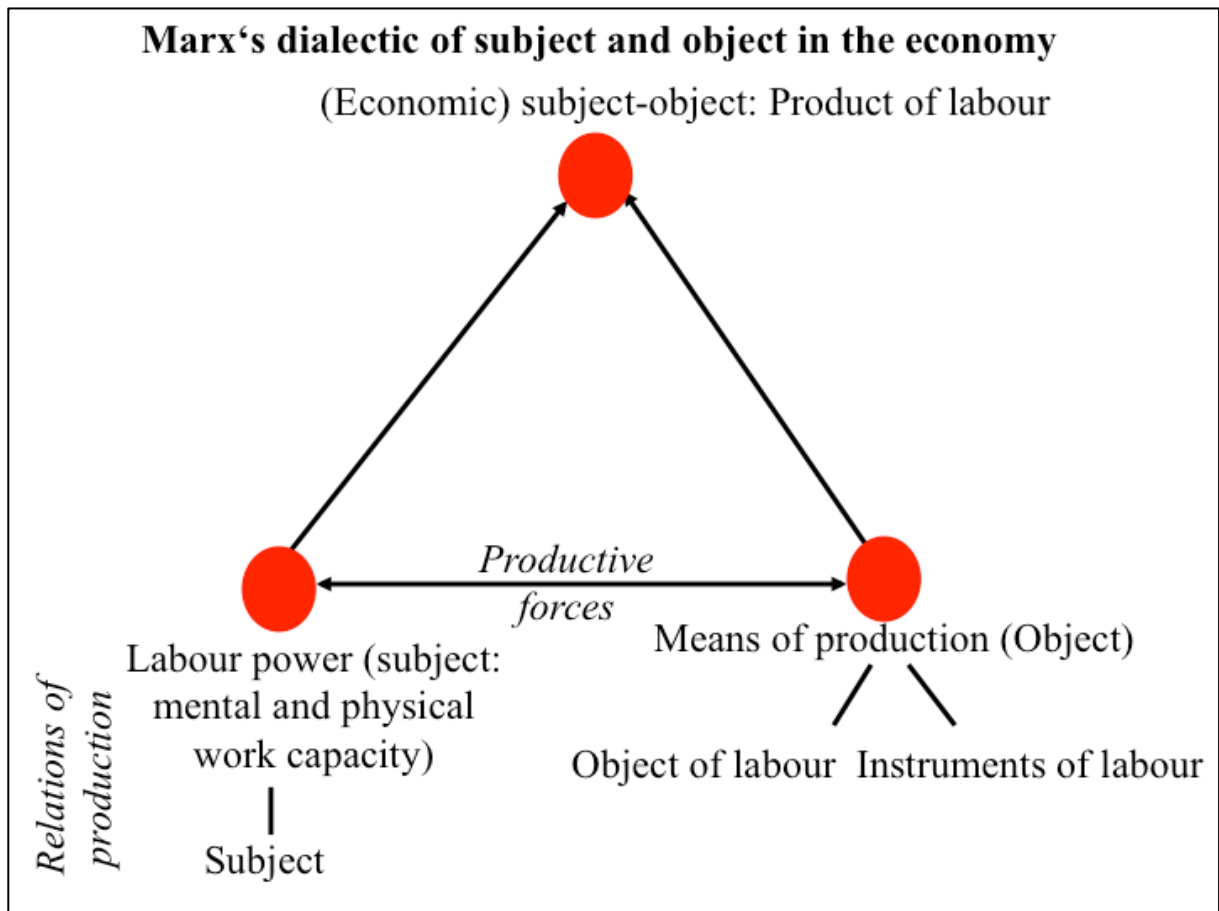 Marx‘s dialectic of subject and object in the economy
(Economic) subject-object: Product of labour
Productive
forces
Means of production (Object)
Labour power (subject:
mental and physical
work capacity)
Object of labour
Instruments of labour
Subject
Relations of
production